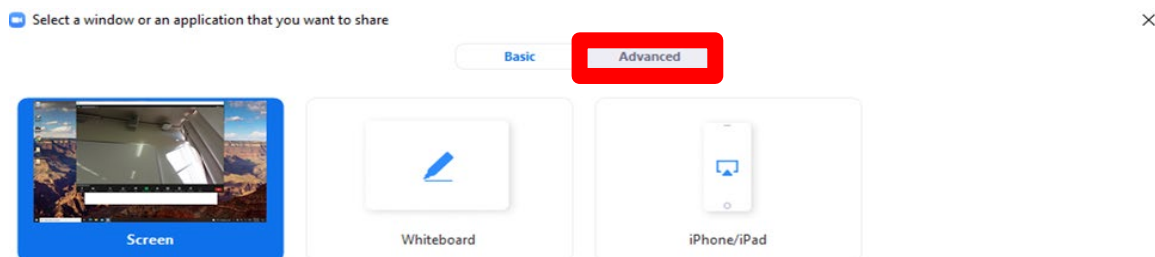 Select a window or an application that you want to share
Basic Advanced
Screen Whiteboard iPhone/iPad